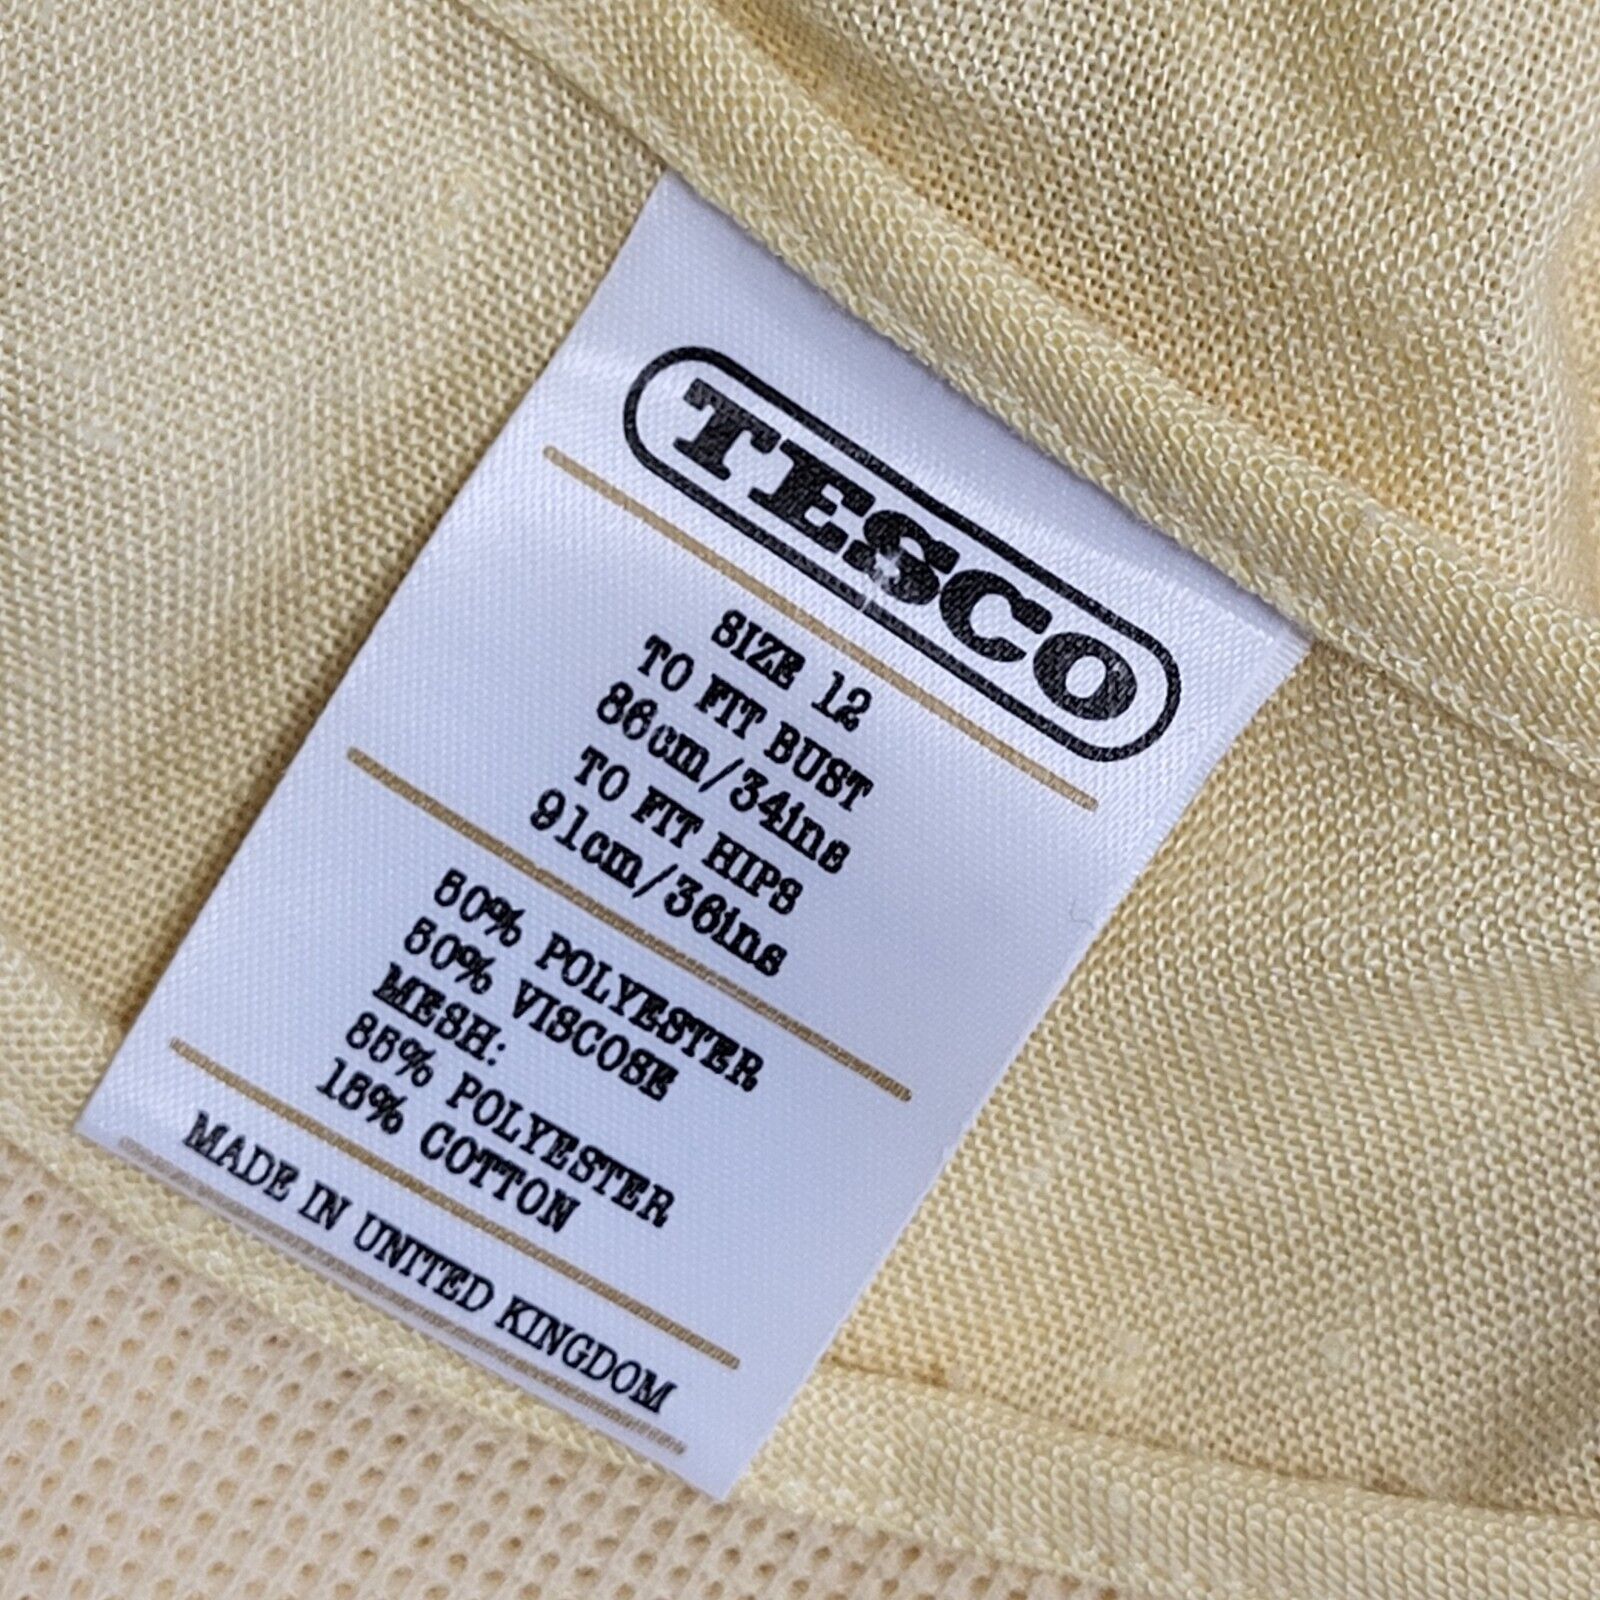 TESCO
SIZE 12
TO FIT BUST
86cm/34ins
TO FIT HIPS
91cm/36ins
50% POLYESTER
50% VISCOSE
MESH:
85% POLYESTER
15% COTTON
MADE IN UNITED KINGDOM